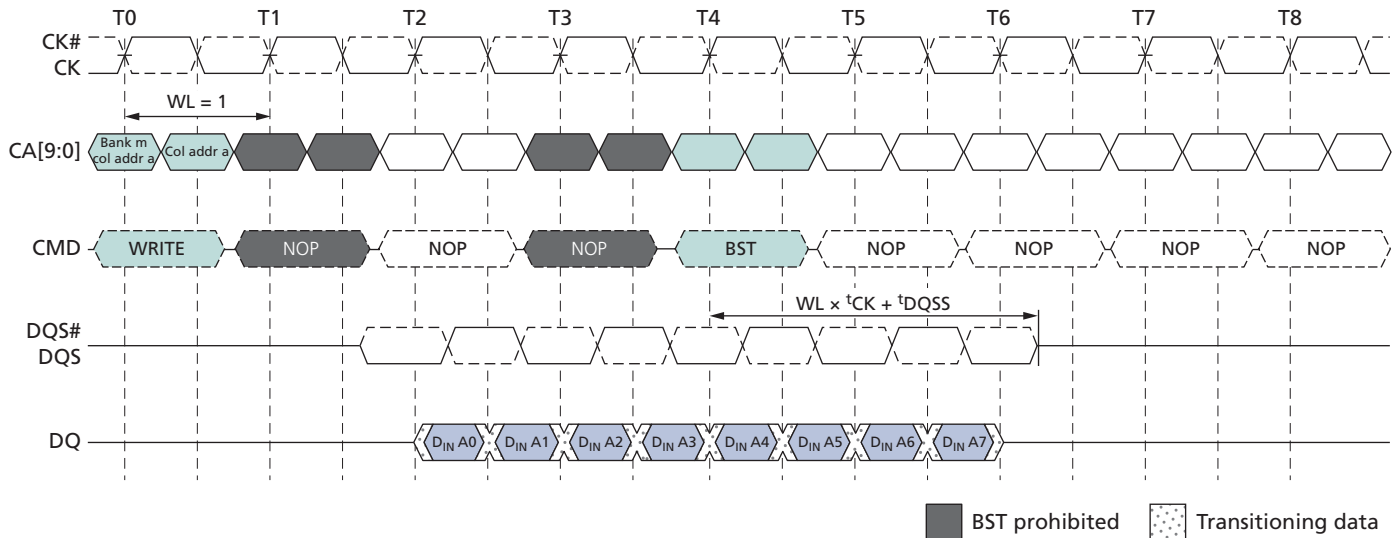 T0 T1 T2 T3 T4 T5 T6 T7 T8
CK#
CK
WL = 1
CA[9:0]
Bank m
col addr a
Col addr a
CMD
WRITE NOP NOP NOP BST NOP NOP NOP NOP
WL × tCK + tDQSS
DQS#
DQS
DQ
DIN A0 DIN A1 DIN A2 DIN A3 DIN A4 DIN A5 DIN A6 DIN A7
BST prohibited Transitioning data